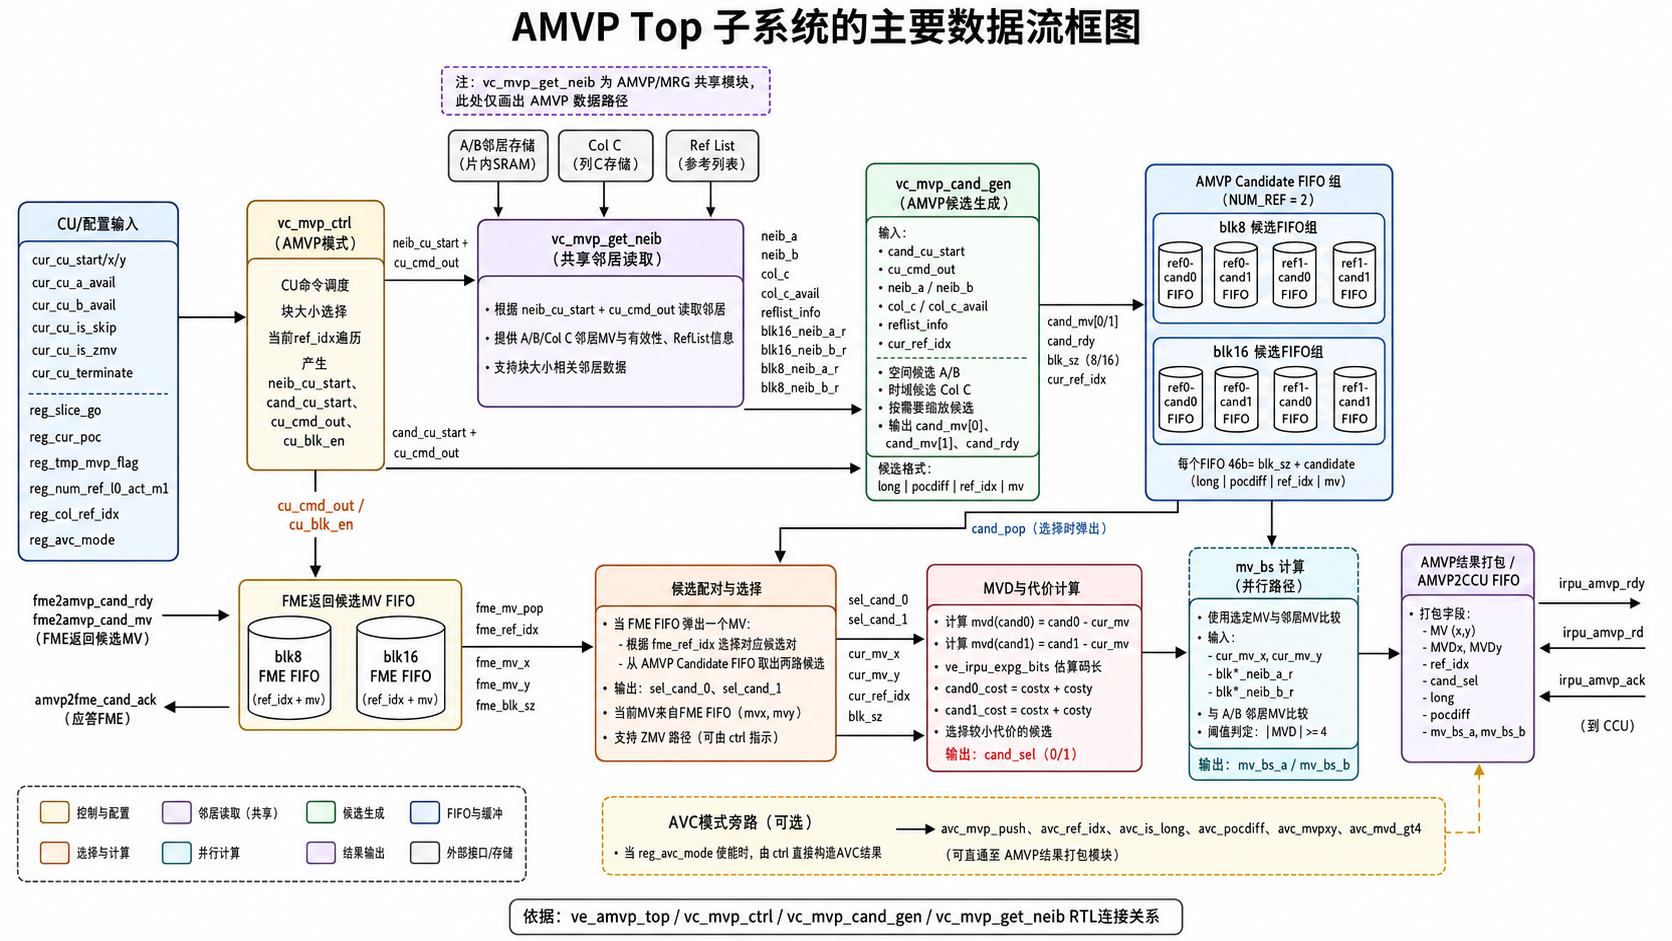 AMVP Top 子系统的主要数据流框图
注：vc_mvp_get_neib 为 AMVP/MRG 共享模块，
此处仅画出 AMVP 数据路径
A/B邻居存储
（片内SRAM）
Col C
（列C存储）
Ref List
（参考列表）
CU/配置输入
cur_cu_start/x/y
cur_cu_a_avail
cur_cu_b_avail
cur_cu_is_skip
cur_cu_is_zmv
cur_cu_terminate
reg_slice_go
reg_cur_poc
reg_tmp_mvp_flag
reg_num_ref_l0_act_m1
reg_col_ref_idx
reg_avc_mode
vc_mvp_ctrl
（AMVP模式）
CU命令调度
块大小选择
当前ref_idx遍历
产生
neib_cu_start、
cand_cu_start、
cu_cmd_out、
cu_blk_en
neib_cu_start +
cu_cmd_out
cand_cu_start +
cu_cmd_out
vc_mvp_get_neib
（共享邻居读取）
• 根据 neib_cu_start + cu_cmd_out 读取邻居
• 提供 A/B/Col C 邻居MV与有效性、RefList信息
• 支持块大小相关邻居数据
neib_a
neib_b
col_c
col_c_avail
reflist_info
blk16_neib_a_r
blk16_neib_b_r
blk8_neib_a_r
blk8_neib_b_r
vc_mvp_cand_gen
（AMVP候选生成）
输入：
• cand_cu_start
• cu_cmd_out
• neib_a / neib_b
• col_c / col_c_avail
• reflist_info
• cur_ref_idx
• 空间候选 A/B
• 时域候选 Col C
• 按需要缩放候选
• 输出 cand_mv[0]、
cand_mv[1]、cand_rdy
候选格式：
long | pocdiff | ref_idx | mv
cand_mv[0/1]
cand_rdy
blk_sz（8/16）
cur_ref_idx
AMVP Candidate FIFO 组
（NUM_REF = 2）
blk8 候选FIFO组
ref0-
cand0
FIFO
ref0-
cand1
FIFO
ref1-
cand0
FIFO
ref1-
cand1
FIFO
blk16 候选FIFO组
ref0-
cand0
FIFO
ref0-
cand1
FIFO
ref1-
cand0
FIFO
ref1-
cand1
FIFO
每个FIFO 46b= blk_sz + candidate
（long | pocdiff | ref_idx | mv）
cu_cmd_out /
cu_blk_en
cand_pop（选择时弹出）
fme2amvp_cand_rdy
fme2amvp_cand_mv
（FME返回候选MV）
amvp2fme_cand_ack
（应答FME）
FME返回候选MV FIFO
blk8
FME FIFO
（ref_idx + mv）
blk16
FME FIFO
（ref_idx + mv）
fme_mv_pop
fme_ref_idx
fme_mv_x
fme_mv_y
fme_blk_sz
候选配对与选择
• 当 FME FIFO 弹出一个MV:
- 根据 fme_ref_idx 选择对应候选对
- 从 AMVP Candidate FIFO 取出两路候选
• 输出：sel_cand_0、sel_cand_1
• 当前MV来自FME FIFO（mvx, mvy）
• 支持 ZMV 路径（可由 ctrl 指示）
sel_cand_0
sel_cand_1
cur_mv_x
cur_mv_y
cur_ref_idx
blk_sz
MVD与代价计算
• 计算 mvd(cand0) = cand0 - cur_mv
• 计算 mvd(cand1) = cand1 - cur_mv
• ve_irpu_expg_bits 估算码长
• cand0_cost = costx + costy
• cand1_cost = costx + costy
• 选择较小代价的候选
输出：cand_sel（0/1）
mv_bs 计算
（并行路径）
• 使用选定MV与邻居MV比较
• 输入：
- cur_mv_x, cur_mv_y
- blk*_neib_a_r
- blk*_neib_b_r
• 与 A/B 邻居MV比较
• 阈值判定：|MVD| >= 4
输出：mv_bs_a / mv_bs_b
AMVP结果打包 /
AMVP2CCU FIFO
• 打包字段：
- MV (x,y)
- MVDx, MVDy
- ref_idx
- cand_sel
- long
- pocdiff
- mv_bs_a, mv_bs_b
irpu_amvp_rdy
irpu_amvp_rd
irpu_amvp_ack
（到 CCU）
控制与配置
邻居读取（共享）
候选生成
FIFO与缓冲
选择与计算
并行计算
结果输出
外部接口/存储
AVC模式旁路（可选）
• 当 reg_avc_mode 使能时，由 ctrl 直接构造AVC结果
avc_mvp_push、avc_ref_idx、avc_is_long、avc_pocdiff、avc_mvpxy、avc_mvd_gt4
（可直通至 AMVP结果打包模块）
依据：ve_amvp_top / vc_mvp_ctrl / vc_mvp_cand_gen / vc_mvp_get_neib RTL连接关系